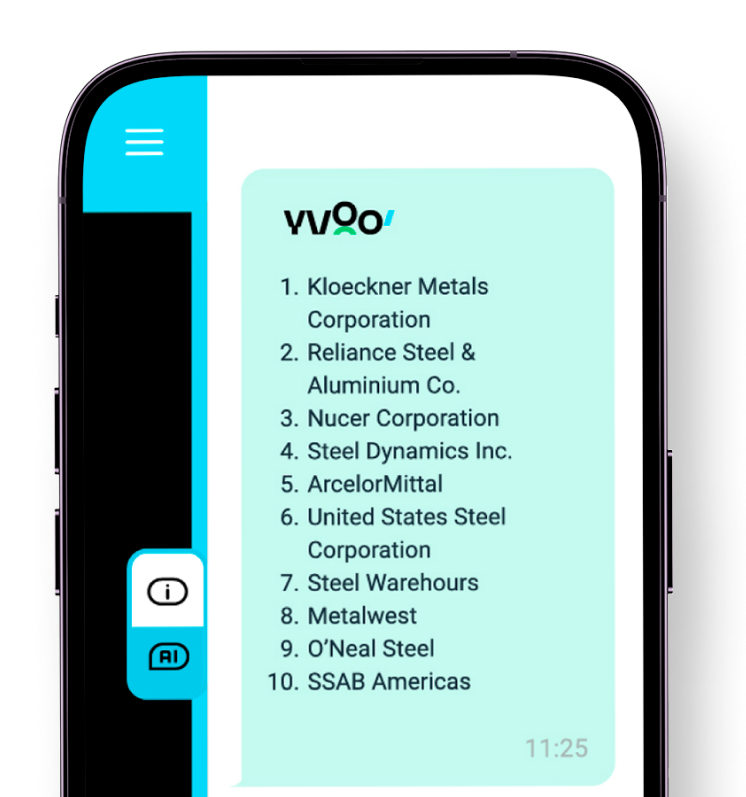 YVOO
1. Kloeckner Metals
Corporation
2. Reliance Steel &
Aluminium Co.
3. Nucer Corporation
4. Steel Dynamics Inc.
5. ArcelorMittal
6. United States Steel
Corporation
7. Steel Warehours
8. Metalwest
9. O’Neal Steel
10. SSAB Americas
i
AI
11:25